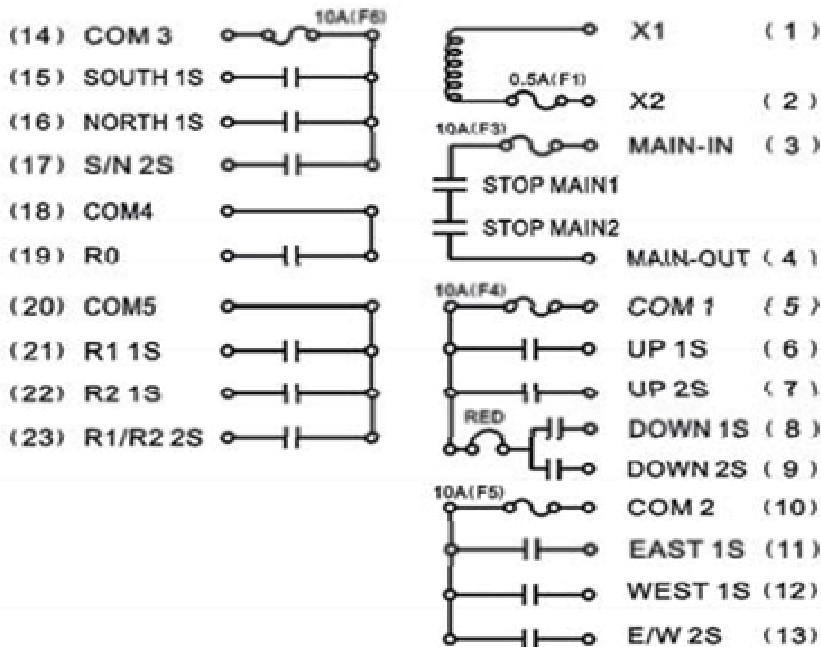 10A(F6)
(14) COM 3
(15) SOUTH 1S
(16) NORTH 1S
(17) S/N 2S
(18) COM4
(19) R0
(20) COM5
(21) R1 1S
(22) R2 1S
(23) R1/R2 2S
X1 (1)
0.5A(F1)
X2 (2)
10A(F3)
MAIN-IN (3)
STOP MAIN1
STOP MAIN2
MAIN-OUT (4)
10A(F4)
COM 1 (5)
UP 1S (6)
UP 2S (7)
RED
DOWN 1S (8)
DOWN 2S (9)
10A(F5)
COM 2 (10)
EAST 1S (11)
WEST 1S (12)
E/W 2S (13)